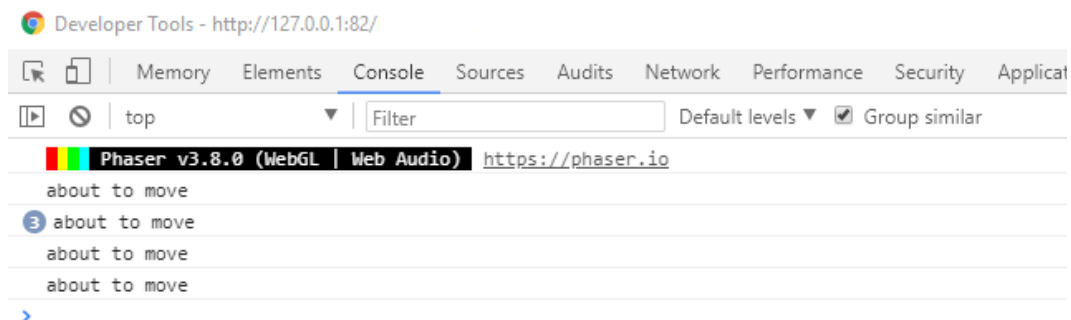 Developer Tools - http://127.0.0.1:82/
Memory Elements Console Sources Audits Network Performance Security Applicat
top ▼ Filter Default levels ▼ Group similar
Phaser v3.8.0 (WebGL | Web Audio) https://phaser.io
about to move
3 about to move
about to move
about to move
>